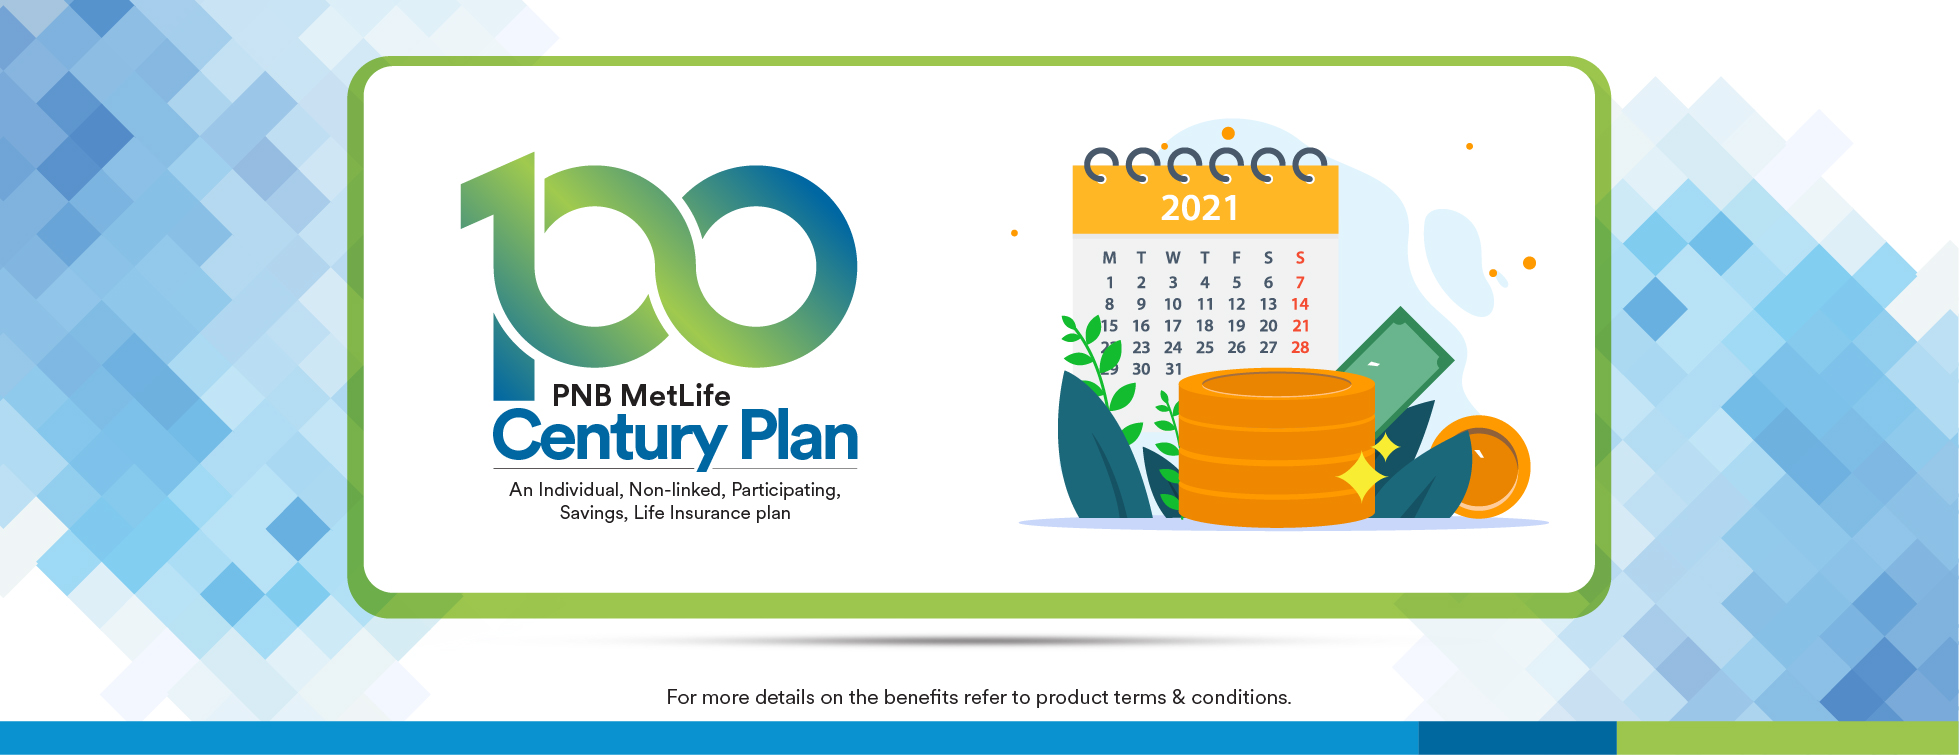 100
PNB MetLife
Century Plan
An Individual, Non-linked, Participating,
Savings, Life Insurance plan
2021
M T W T F S S
1 2 3 4 5 6 7
8 9 10 11 12 13 14
15 16 17 18 19 20 21
22 23 24 25 26 27 28
29 30 31
For more details on the benefits refer to product terms & conditions.